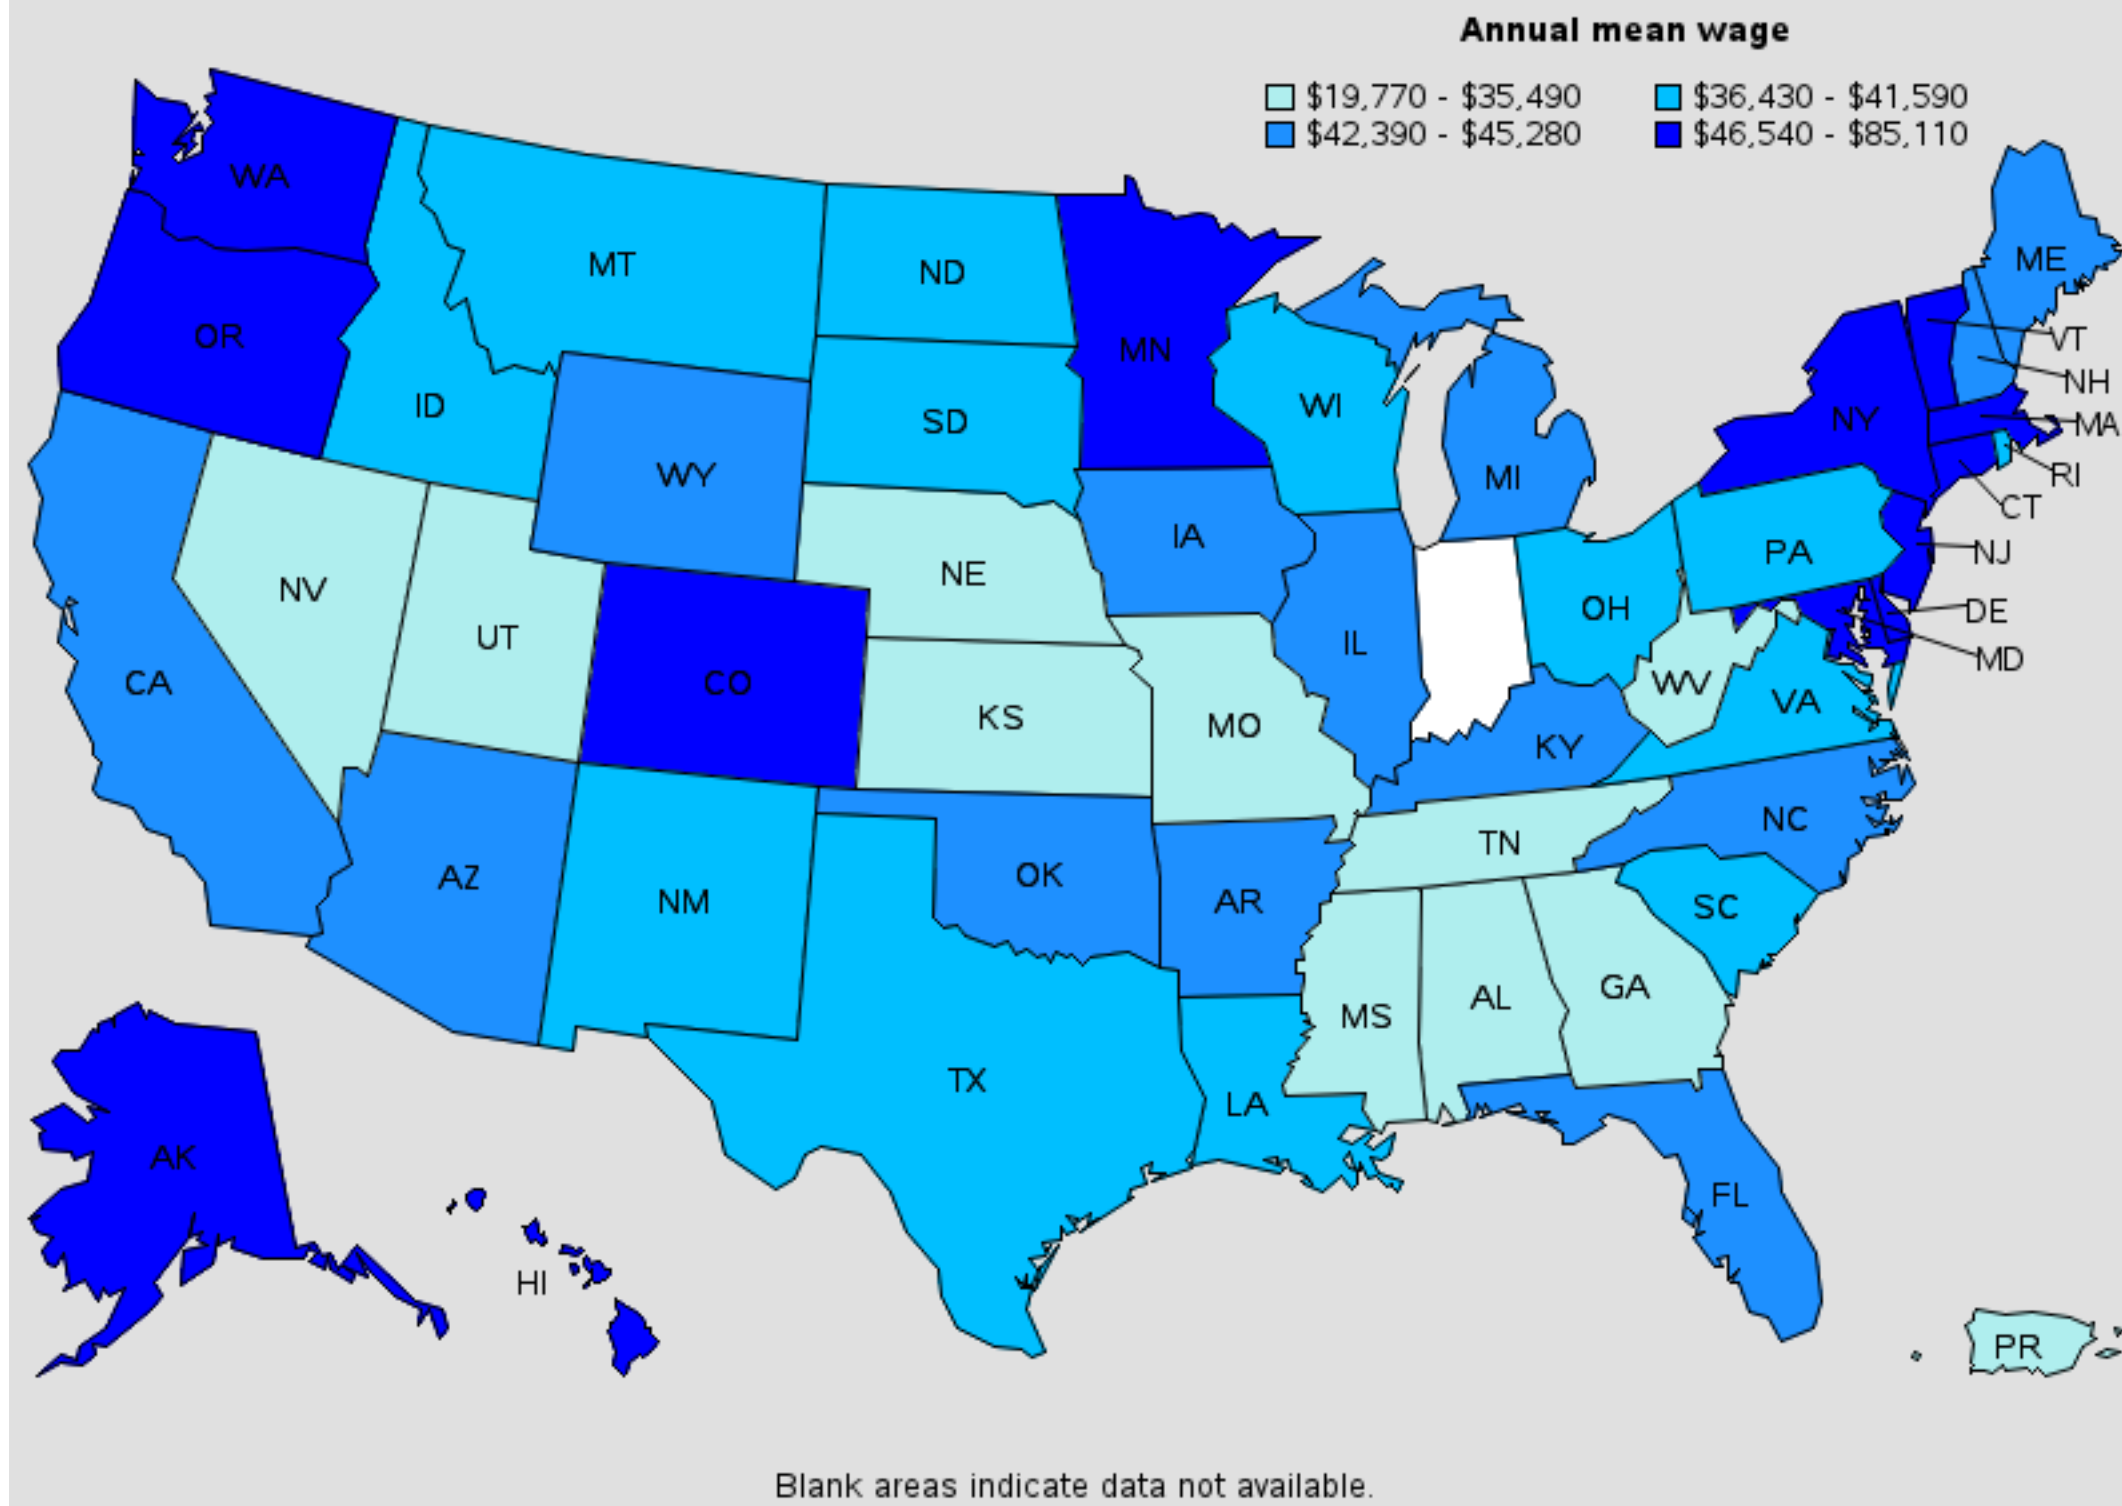 Annual mean wage
$19,770 - $35,490 $36,430 - $41,590
$42,390 - $45,280 $46,540 - $85,110
WA
MT
ND
ME
OR
MN
VT
ID
SD
WI
NH
NY
MA
WY
MI
RI
CT
IA
PA
NJ
NE
NV
OH
DE
UT
IL
MD
CA
CO
WV
VA
KS
MO
KY
TN
NC
AZ
OK
NM
AR
SC
MS
AL
GA
TX
LA
AK
FL
HI
PR
Blank areas indicate data not available.